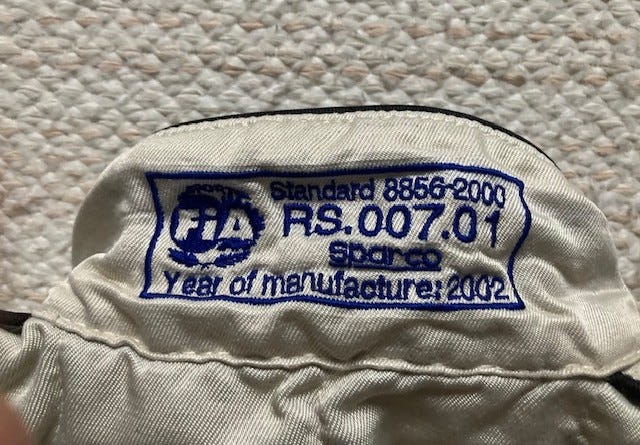 FIA
Standard 8856-2000
RS.007.01
sparco
Year of manufacture: 2002